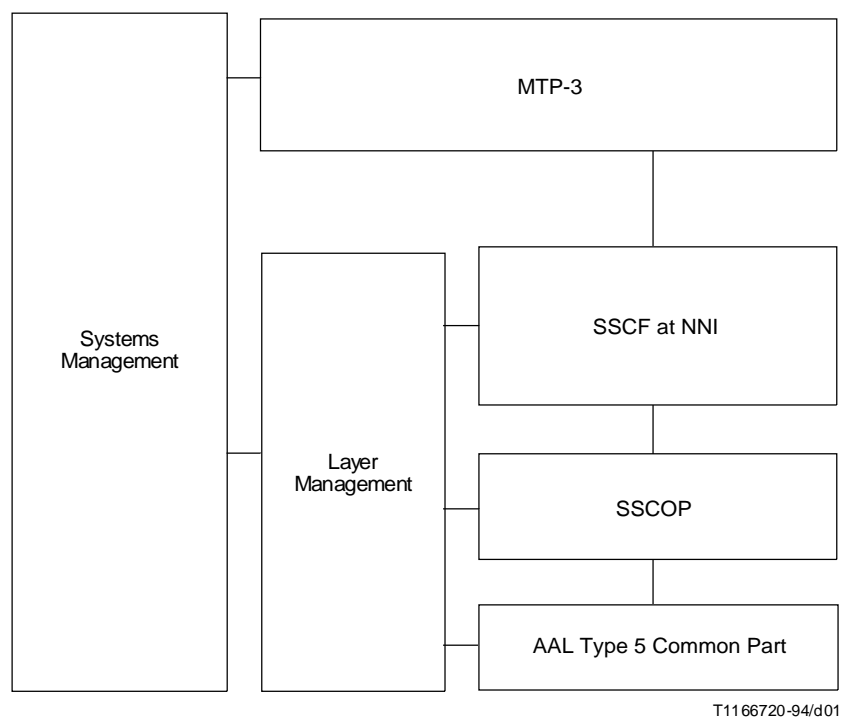 MTP-3
SSCF at NNI
Systems
Management
Layer
Management
SSCOP
AAL Type 5 Common Part
T1166720-94/d01